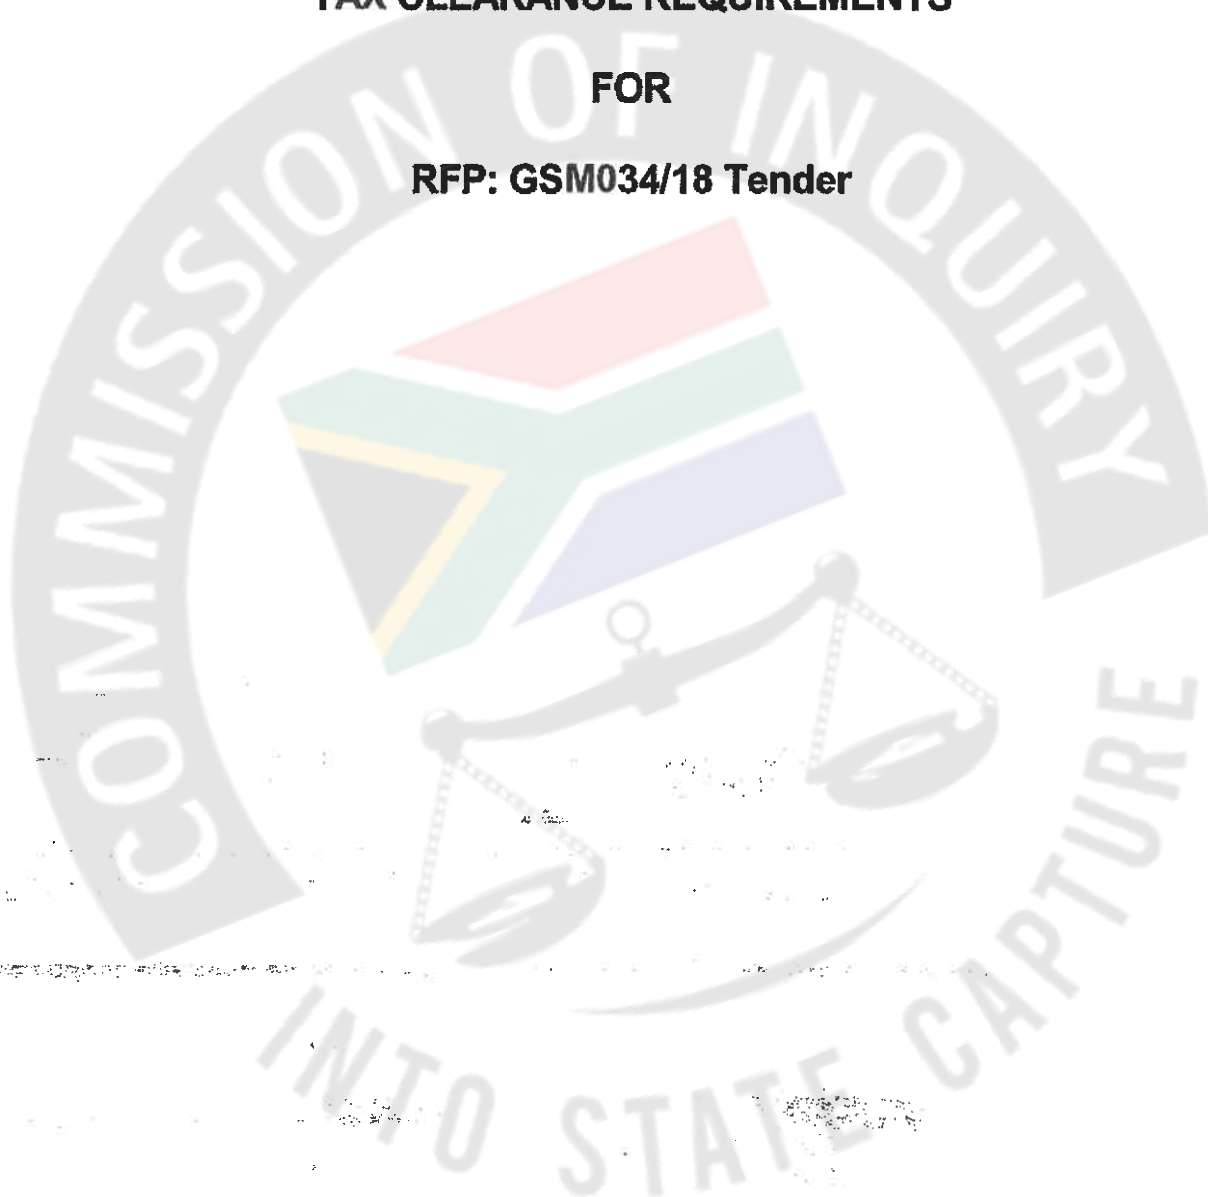 TAX CLEARANCE REQUIREMENTS
FOR
RFP: GSM034/18 Tender
COMMISSION OF INQUIRY
INTO STATE CAPTURE